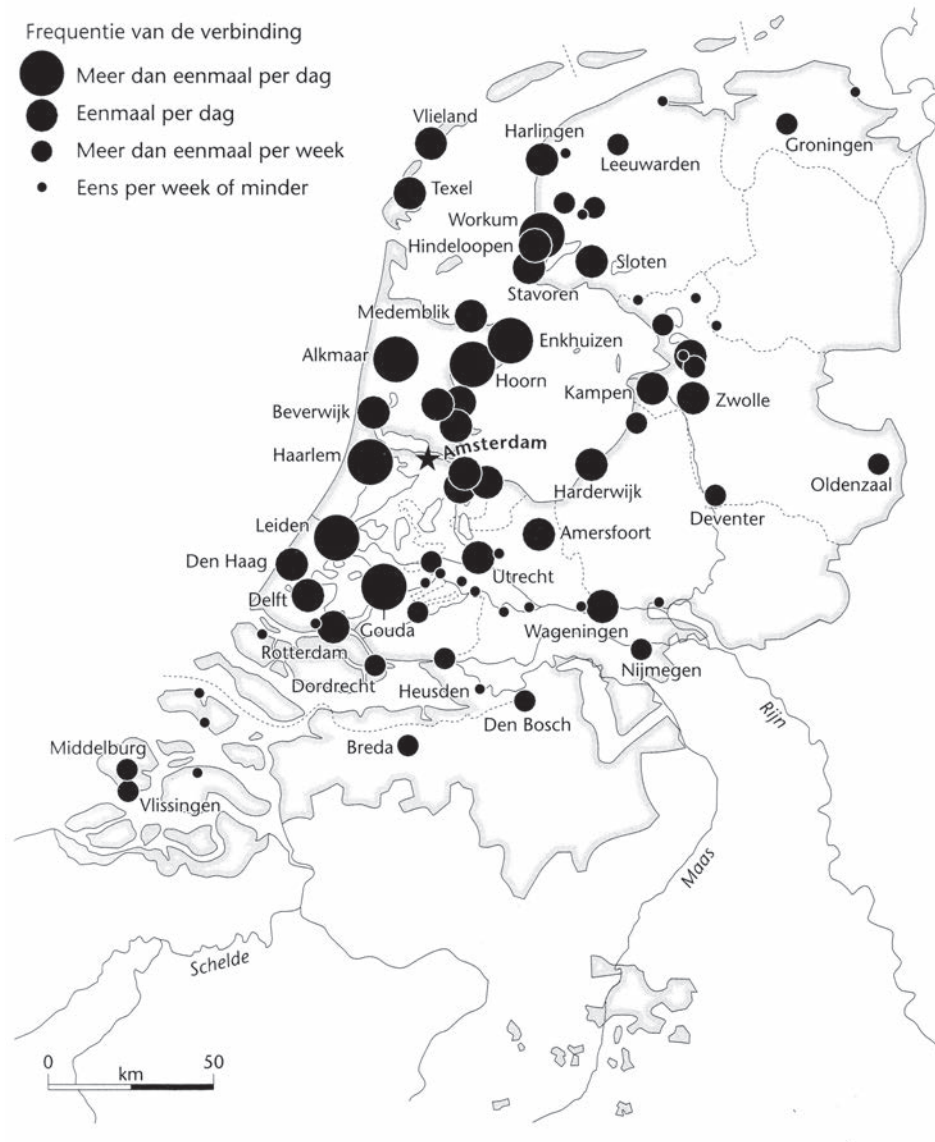 Frequentie van de verbinding
Meer dan eenmaal per dag
Eenmaal per dag
Meer dan eenmaal per week
Eens per week of minder
Vlieland
Harlingen
Leeuwarden
Groningen
Texel
Workum
Hindeloopen
Sloten
Stavoren
Medemblik
Enkhuizen
Alkmaar
Hoorn
Kampen
Zwolle
Beverwijk
Amsterdam
Haarlem
Harderwijk
Oldenzaal
Deventer
Leiden
Amersfoort
Den Haag
Utrecht
Delft
Gouda
Wageningen
Rotterdam
Nijmegen
Dordrecht
Heusden
Den Bosch
Rijn
Middelburg
Breda
Vlissingen
Maas
Schelde
0 50
km